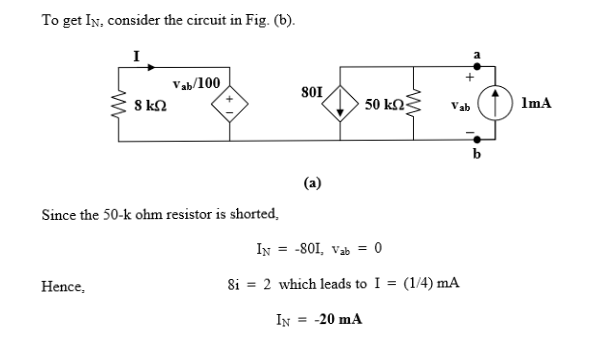 To get IN, consider the circuit in Fig. (b).
I
Vab/100
+
8 kΩ
80I
50 kΩ
a
+
Vab
1mA
b
(a)
Since the 50-k ohm resistor is shorted,
IN = -80I, vab = 0
Hence,
8i = 2 which leads to I = (1/4) mA
IN = -20 mA